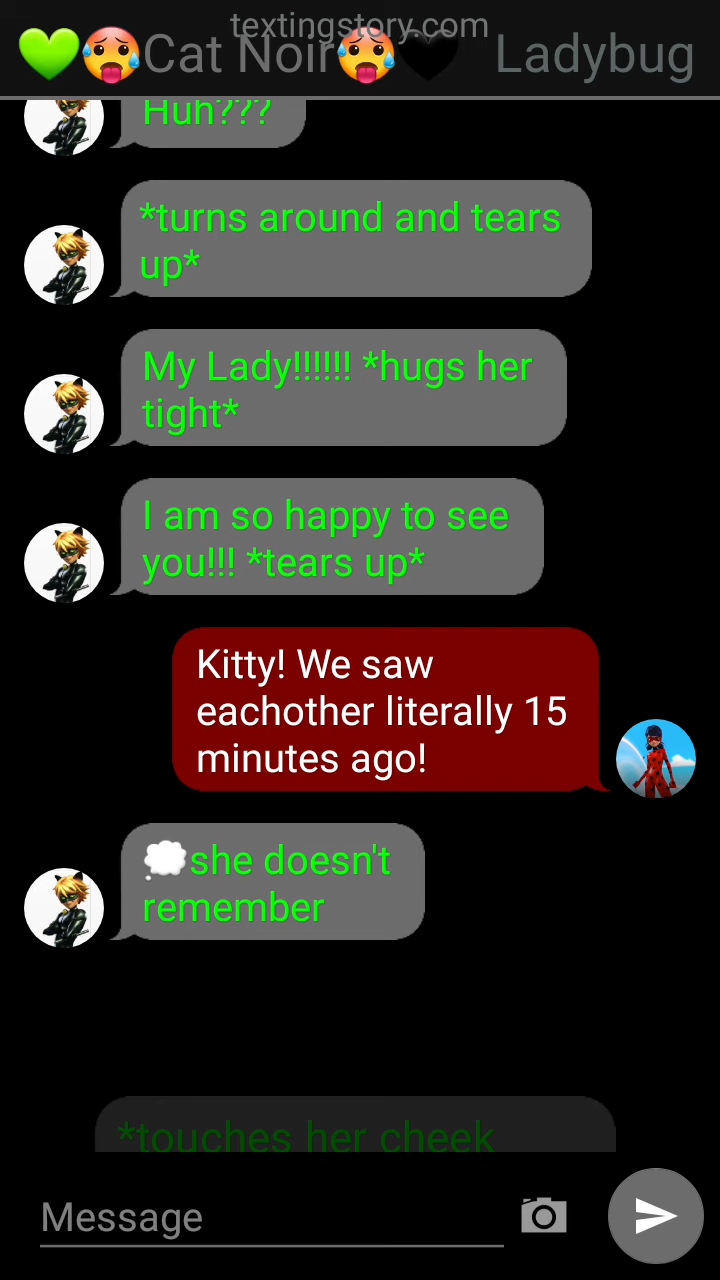 textingstory.com
💚🥵Cat Noir🥵🖤 Ladybug
Huh???
*turns around and tears
up*
My Lady!!!!!! *hugs her
tight*
I am so happy to see
you!!! *tears up*
Kitty! We saw
eachother literally 15
minutes ago!
💭she doesn't
remember
*touches her cheek
Message